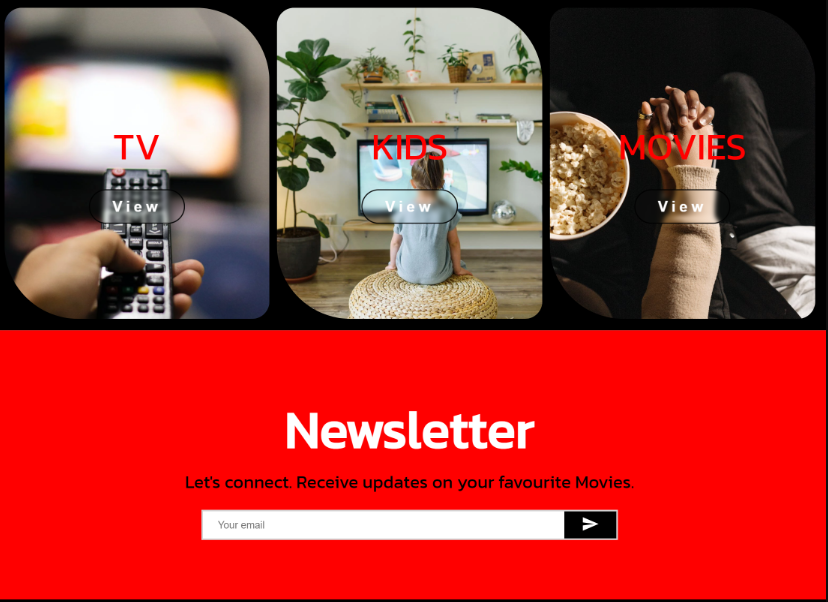 TV
KIDS
MOVIES
View
View
View
Newsletter
Let's connect. Receive updates on your favourite Movies.
Your email